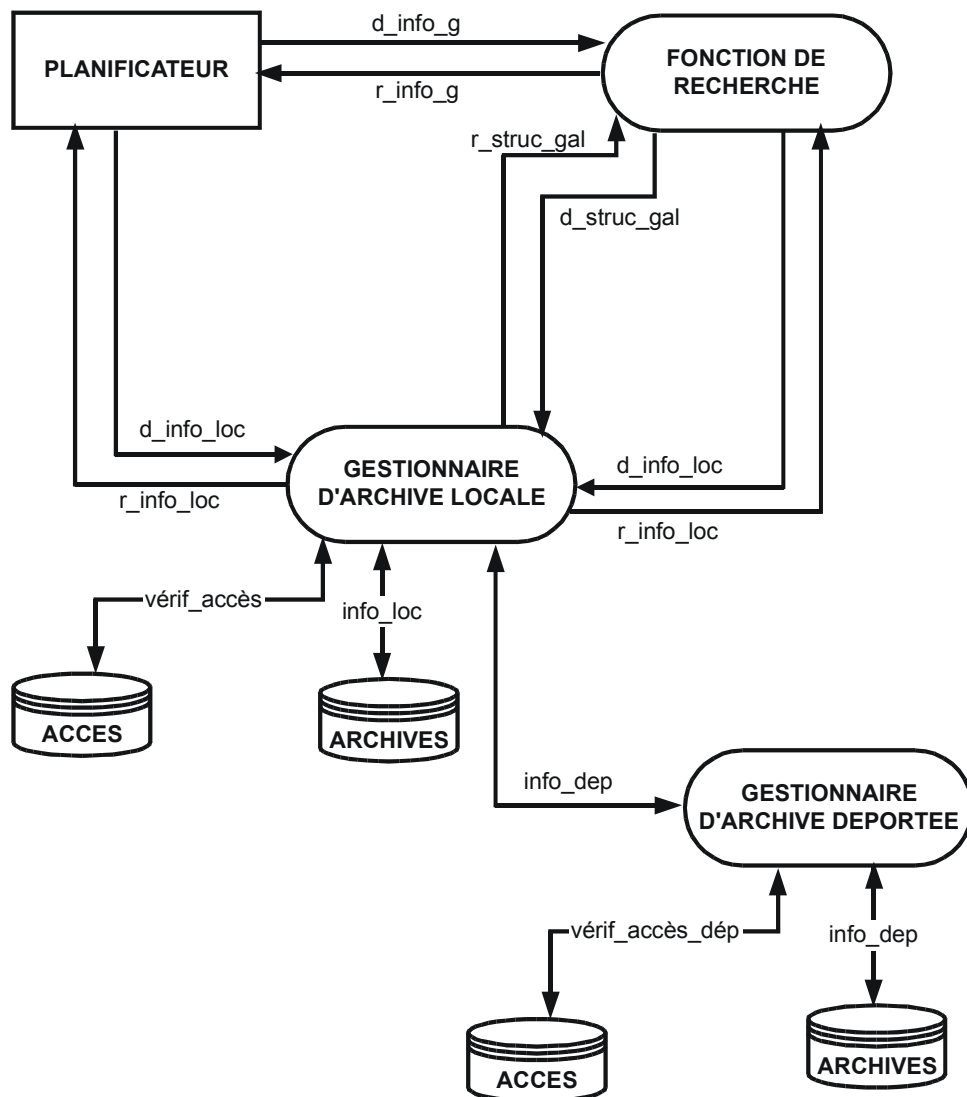 d_info_g
PLANIFICATEUR
FONCTION DE
RECHERCHE
r_info_g
r_struc_gal
d_struc_gal
d_info_loc
GESTIONNAIRE
D'ARCHIVE LOCALE
d_info_loc
r_info_loc
r_info_loc
vérif_accès
info_loc
ACCES
ARCHIVES
info_dep
GESTIONNAIRE
D'ARCHIVE DEPORTEE
vérif_accès_dép
info_dep
ACCES
ARCHIVES